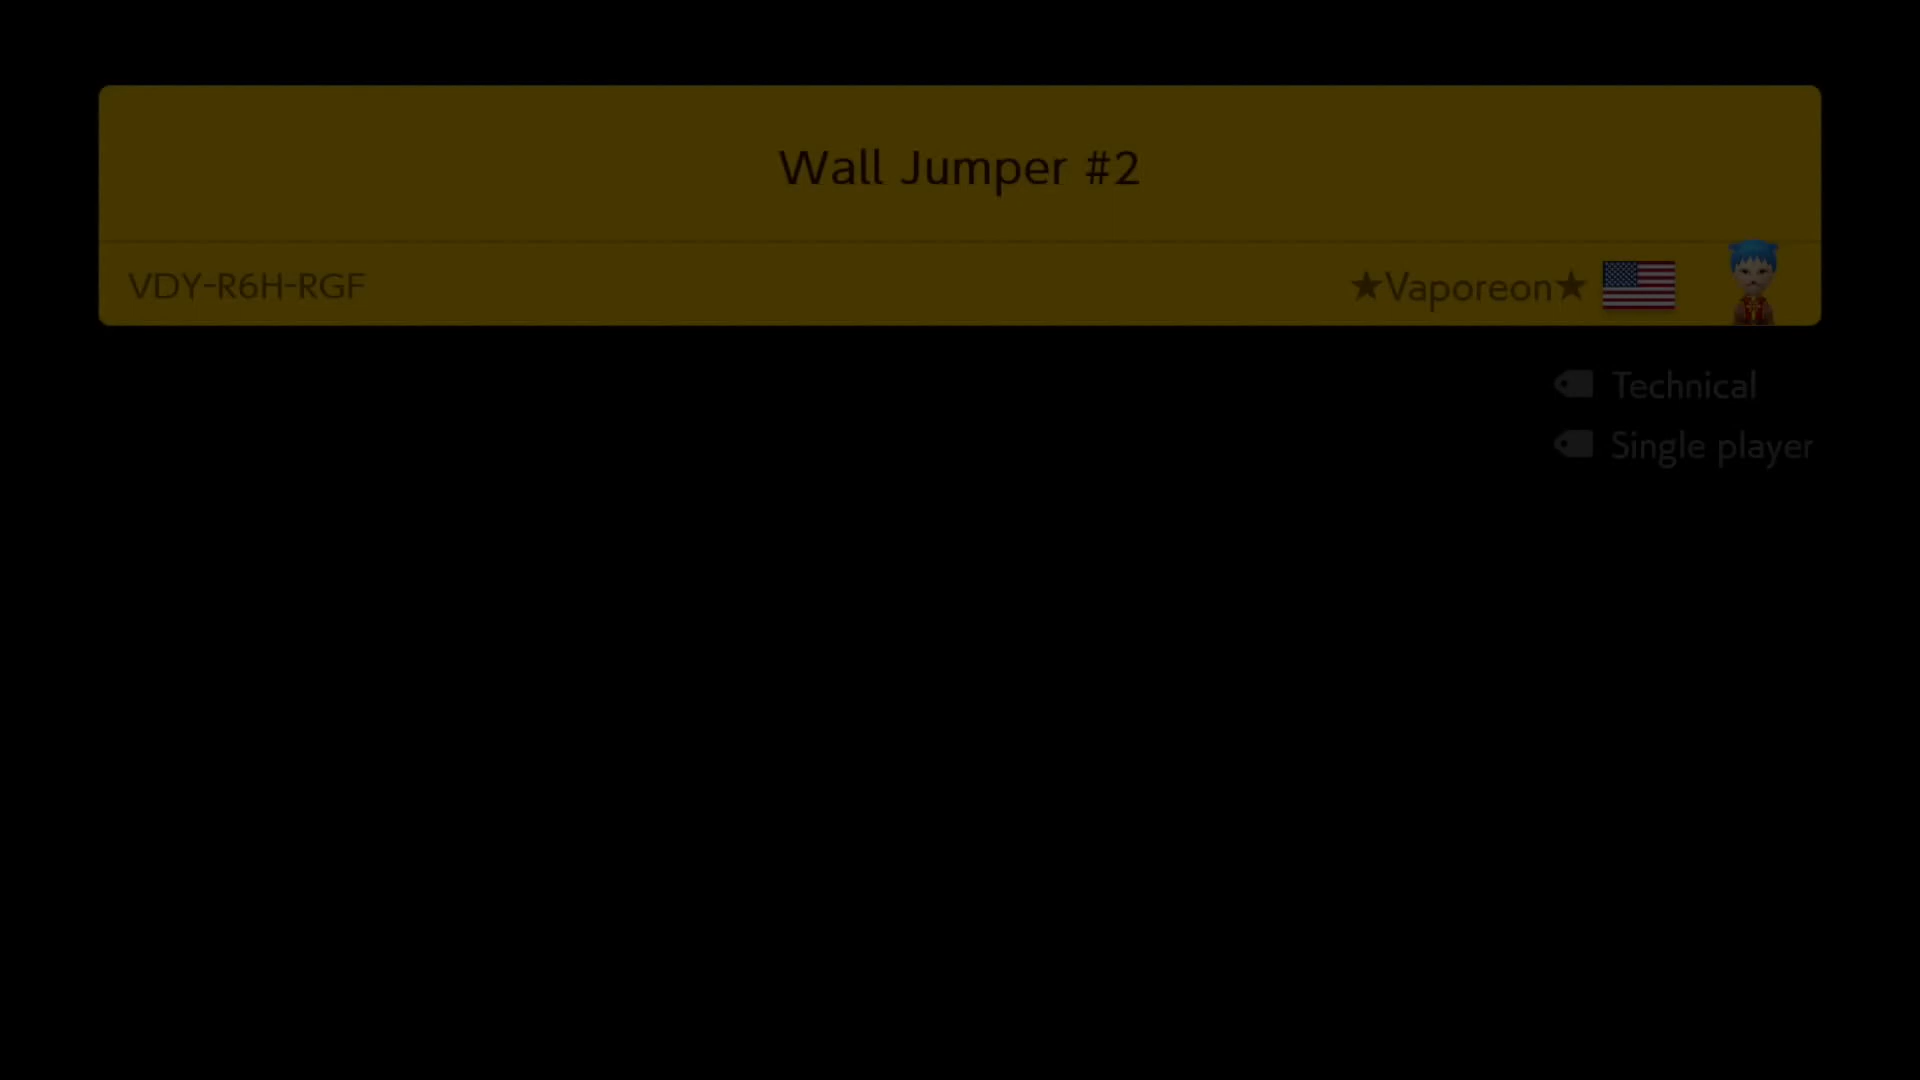 Wall Jumper #2
VDY-R6H-RGF
★Vaporeon★
Technical
Single player